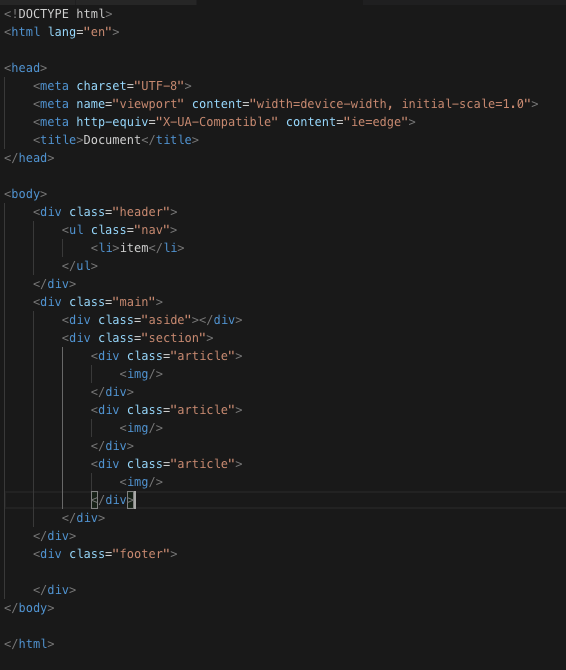 <!DOCTYPE html>
<html lang="en">

<head>
    <meta charset="UTF-8">
    <meta name="viewport" content="width=device-width, initial-scale=1.0">
    <meta http-equiv="X-UA-Compatible" content="ie=edge">
    <title>Document</title>
</head>

<body>
    <div class="header">
        <ul class="nav">
            <li>item</li>
        </ul>
    </div>
    <div class="main">
        <div class="aside"></div>
        <div class="section">
            <div class="article">
                <img/>
            </div>
            <div class="article">
                <img/>
            </div>
            <div class="article">
                <img/>
            </div>
        </div>
    </div>
    <div class="footer">

    </div>
</body>

</html>